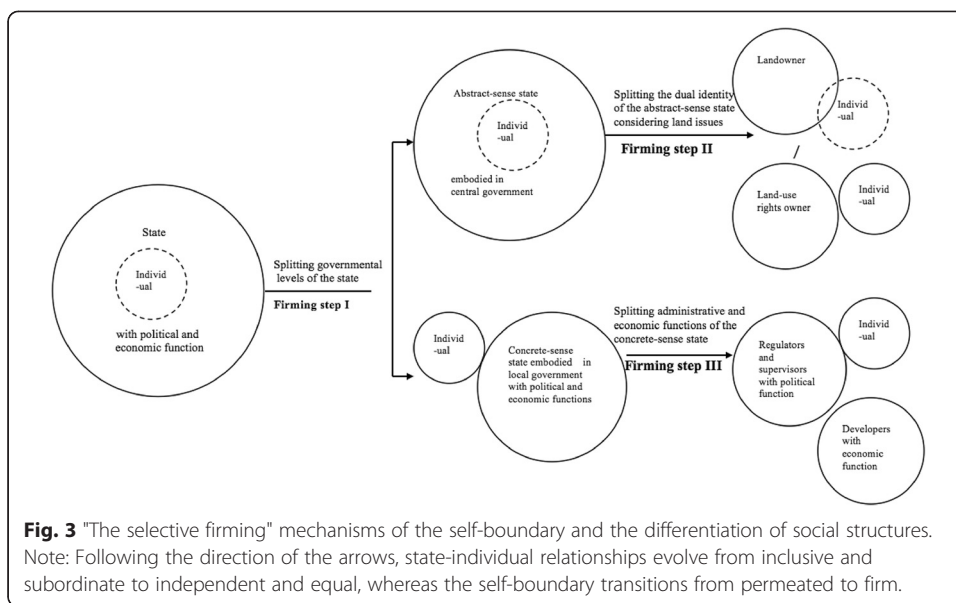 State
Individ
-ual
with political and
economic function
Splitting governmental
levels of the state
Firming step I
Abstract-sense state
Individ
-ual
embodied in
central government
Splitting the dual identity
of the abstract-sense state
considering land issues
Firming step II
Landowner
Individ
-ual
Land-use
rights owner
Individ
-ual
Individ
-ual
Concrete-sense
state embodied in
local government
with political and
economic functions
Splitting administrative and
economic functions of the
concrete-sense state
Firming step III
Regulators
and
supervisors
with political
function
Individ
-ual
Developers
with
economic
function
Fig. 3 "The selective firming" mechanisms of the self-boundary and the differentiation of social structures.
Note: Following the direction of the arrows, state-individual relationships evolve from inclusive and
subordinate to independent and equal, whereas the self-boundary transitions from permeated to firm.